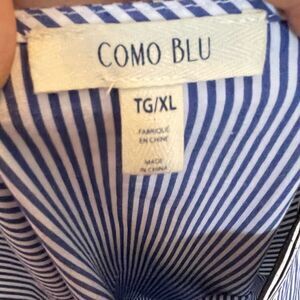 COMO BLU
TG/XL
FABRIQUÉ
EN CHINE
MADE
IN CHINA